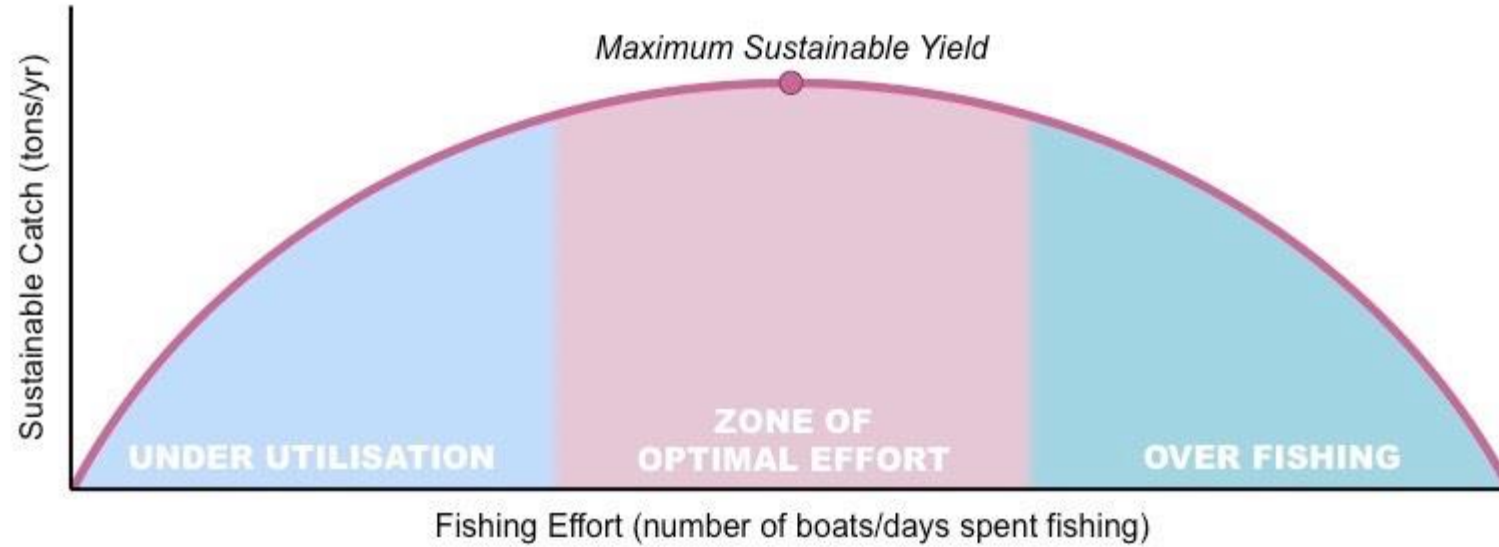 Maximum Sustainable Yield
Sustainable Catch (tons/yr)
UNDER UTILISATION
ZONE OF
OPTIMAL EFFORT
OVER FISHING
Fishing Effort (number of boats/days spent fishing)